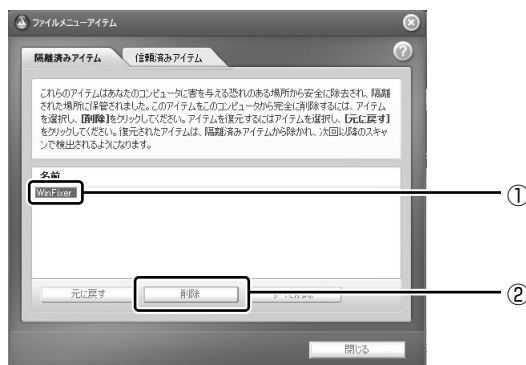 ファイルメニューアイテム
隔離済みアイテム 信頼済みアイテム
これらのアイテムはあなたのコンピュータに害を与える恐れのある場所から安全に除去され、隔離
された場所に保管されました。このアイテムをこのコンピュータから完全に削除するには、アイテム
を選択し、[削除]をクリックしてください。アイテムを復元するにはアイテムを選択し、[元に戻す]
をクリックしてください。復元されたアイテムは、隔離済みアイテムから除かれ、次回以降のスキャ
ンで検出されるようになります。
名前
WinFixer
①
元に戻す 削除
②
閉じる